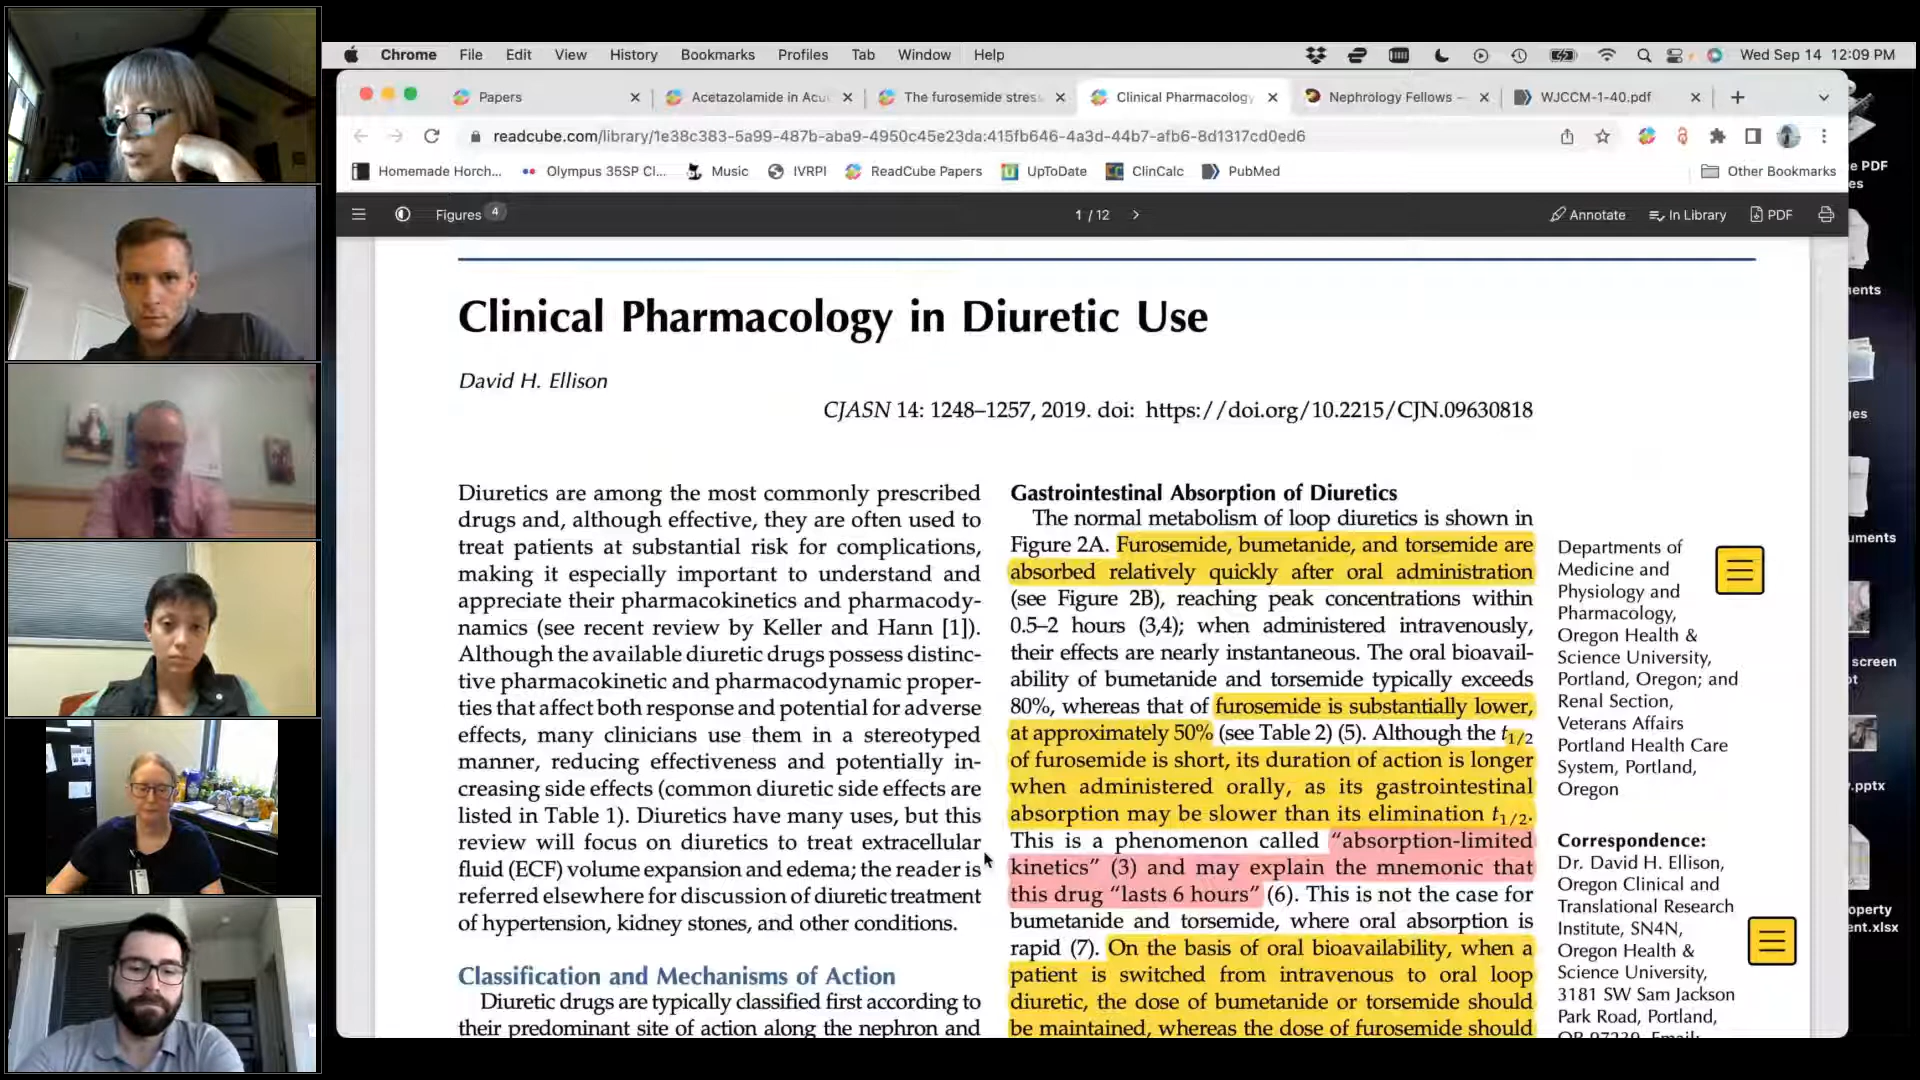 Chrome File Edit View History Bookmarks Profiles Tab Window Help Wed Sep 14 12:09 PM
Papers Acetazolamide in Acu The furosemide stres Clinical Pharmacology Nephrology Fellows – WJCCM-1-40.pdf
readcube.com/library/1e38c383-5a99-487b-aba9-4950c45e23da:415fb646-4a3d-44b7-afb6-8d1317cd0ed6
Homemade Horch... Olympus 35SP Cl... Music IVRPI ReadCube Papers UpToDate ClinCalc PubMed Other Bookmarks
Figures 4 1 / 12 Annotate In Library PDF
Clinical Pharmacology in Diuretic Use
David H. Ellison
CJASN 14: 1248–1257, 2019. doi: https://doi.org/10.2215/CJN.09630818
Diuretics are among the most commonly prescribed
drugs and, although effective, they are often used to
treat patients at substantial risk for complications,
making it especially important to understand and
appreciate their pharmacokinetics and pharmacody-
namics (see recent review by Keller and Hann [1]).
Although the available diuretic drugs possess distinc-
tive pharmacokinetic and pharmacodynamic proper-
ties that affect both response and potential for adverse
effects, many clinicians use them in a stereotyped
manner, reducing effectiveness and potentially in-
creasing side effects (common diuretic side effects are
listed in Table 1). Diuretics have many uses, but this
review will focus on diuretics to treat extracellular
fluid (ECF) volume expansion and edema; the reader is
referred elsewhere for discussion of diuretic treatment
of hypertension, kidney stones, and other conditions.
Classification and Mechanisms of Action
Diuretic drugs are typically classified first according to
their predominant site of action along the nephron and
Gastrointestinal Absorption of Diuretics
The normal metabolism of loop diuretics is shown in
Figure 2A. Furosemide, bumetanide, and torsemide are
absorbed relatively quickly after oral administration
(see Figure 2B), reaching peak concentrations within
0.5–2 hours (3,4); when administered intravenously,
their effects are nearly instantaneous. The oral bioavail-
ability of bumetanide and torsemide typically exceeds
80%, whereas that of furosemide is substantially lower,
at approximately 50% (see Table 2) (5). Although the t1/2
of furosemide is short, its duration of action is longer
when administered orally, as its gastrointestinal
absorption may be slower than its elimination t1/2.
This is a phenomenon called “absorption-limited
kinetics” (3) and may explain the mnemonic that
this drug “lasts 6 hours” (6). This is not the case for
bumetanide and torsemide, where oral absorption is
rapid (7). On the basis of oral bioavailability, when a
patient is switched from intravenous to oral loop
diuretic, the dose of bumetanide or torsemide should
be maintained, whereas the dose of furosemide should
Departments of
Medicine and
Physiology and
Pharmacology,
Oregon Health &
Science University,
Portland, Oregon; and
Renal Section,
Veterans Affairs
Portland Health Care
System, Portland,
Oregon
Correspondence:
Dr. David H. Ellison,
Oregon Clinical and
Translational Research
Institute, SN4N,
Oregon Health &
Science University,
3181 SW Sam Jackson
Park Road, Portland,
OR 97239. Email:
e PDF
es
ents
ges
uments
screen
ot
v.pptx
operty
ent.xlsx